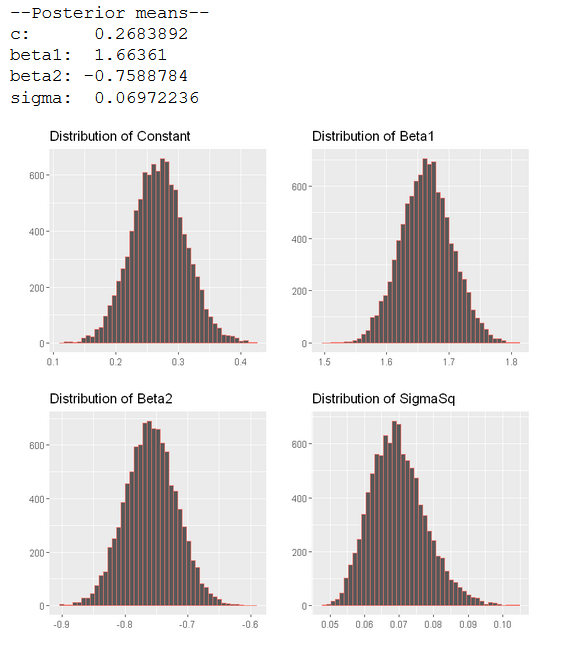 --Posterior means--
c: 0.2683892
beta1: 1.66361
beta2: -0.7588784
sigma: 0.06972236
Distribution of Constant
600
400
200
0
0.1 0.2 0.3 0.4
Distribution of Beta1
600
400
200
0
1.5 1.6 1.7 1.8
Distribution of Beta2
600
400
200
0
-0.9 -0.8 -0.7 -0.6
Distribution of SigmaSq
600
400
200
0
0.05 0.06 0.07 0.08 0.09 0.10